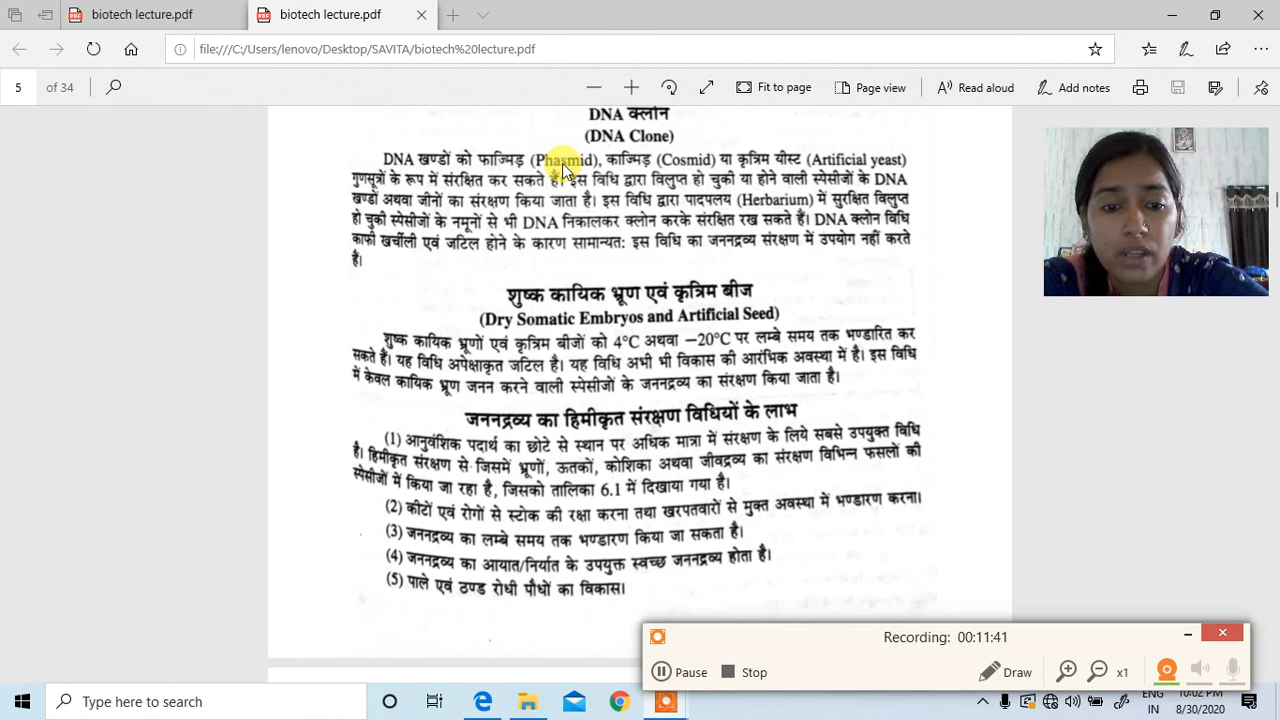 biotech lecture.pdf
biotech lecture.pdf
file:///C:/Users/lenovo/Desktop/SAVITA/biotech%20lecture.pdf
5 of 34
Fit to page
Page view
Read aloud
Add notes
DNA क्लोन
(DNA Clone)
DNA खण्डों को फाज्मिड़ (Phasmid), काज्मिड़ (Cosmid) या कृत्रिम यीस्ट (Artificial yeast)
गुणसूत्रों के रूप में संरक्षित कर सकते हैं। इस विधि द्वारा विलुप्त हो चुकी या होने वाली स्पेसीजों के DNA
खण्डों अथवा जीनों का संरक्षण किया जाता है। इस विधि द्वारा पादपलय (Herbarium) में सुरक्षित विलुप्त
हो चुकी स्पेसीजों के नमूनों से भी DNA निकालकर क्लोन करके संरक्षित रख सकते हैं। DNA क्लोन विधि
काफी खर्चीली एवं जटिल होने के कारण सामान्यत: इस विधि का जननद्रव्य संरक्षण में उपयोग नहीं करते
हैं।
शुष्क कायिक भ्रूण एवं कृत्रिम बीज
(Dry Somatic Embryos and Artificial Seed)
शुष्क कायिक भ्रूणों एवं कृत्रिम बीजों को 4°C अथवा −20°C पर लम्बे समय तक भण्डारित कर
सकते हैं। यह विधि अपेक्षाकृत जटिल है। यह विधि अभी भी विकास की आरंभिक अवस्था में है। इस विधि
में केवल कायिक भ्रूण जनन करने वाली स्पेसीजों के जननद्रव्य का संरक्षण किया जाता है।
जननद्रव्य का हिमीकृत संरक्षण विधियों के लाभ
(1) आनुवंशिक पदार्थ का छोटे से स्थान पर अधिक मात्रा में संरक्षण के लिये सबसे उपयुक्त विधि
है। हिमीकृत संरक्षण से जिसमें भ्रूणों, ऊतकों, कोशिका अथवा जीवद्रव्य का संरक्षण विभिन्न फसलों की
स्पेसीजों में किया जा रहा है, जिसको तालिका 6.1 में दिखाया गया है।
(2) कीटों एवं रोगों से स्टोक की रक्षा करना तथा खरपतवारों से मुक्त अवस्था में भण्डारण करना।
(3) जननद्रव्य का लम्बे समय तक भण्डारण किया जा सकता है।
(4) जननद्रव्य का आयात/निर्यात के उपयुक्त स्वच्छ जननद्रव्य होता है।
(5) पाले एवं ठण्ड रोधी पौधों का विकास।
Recording: 00:11:41
Pause
Stop
Draw
x1
Type here to search
ENG
IN
10:02 PM
8/30/2020